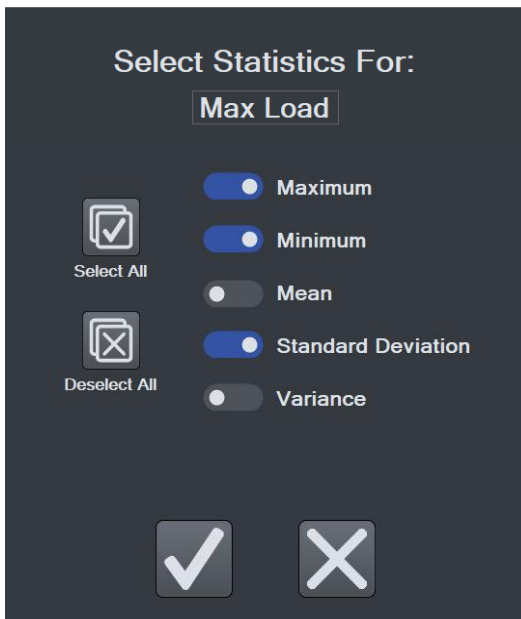 Select Statistics For:
Max Load
Maximum
Minimum
Select All
Mean
Standard Deviation
Deselect All
Variance